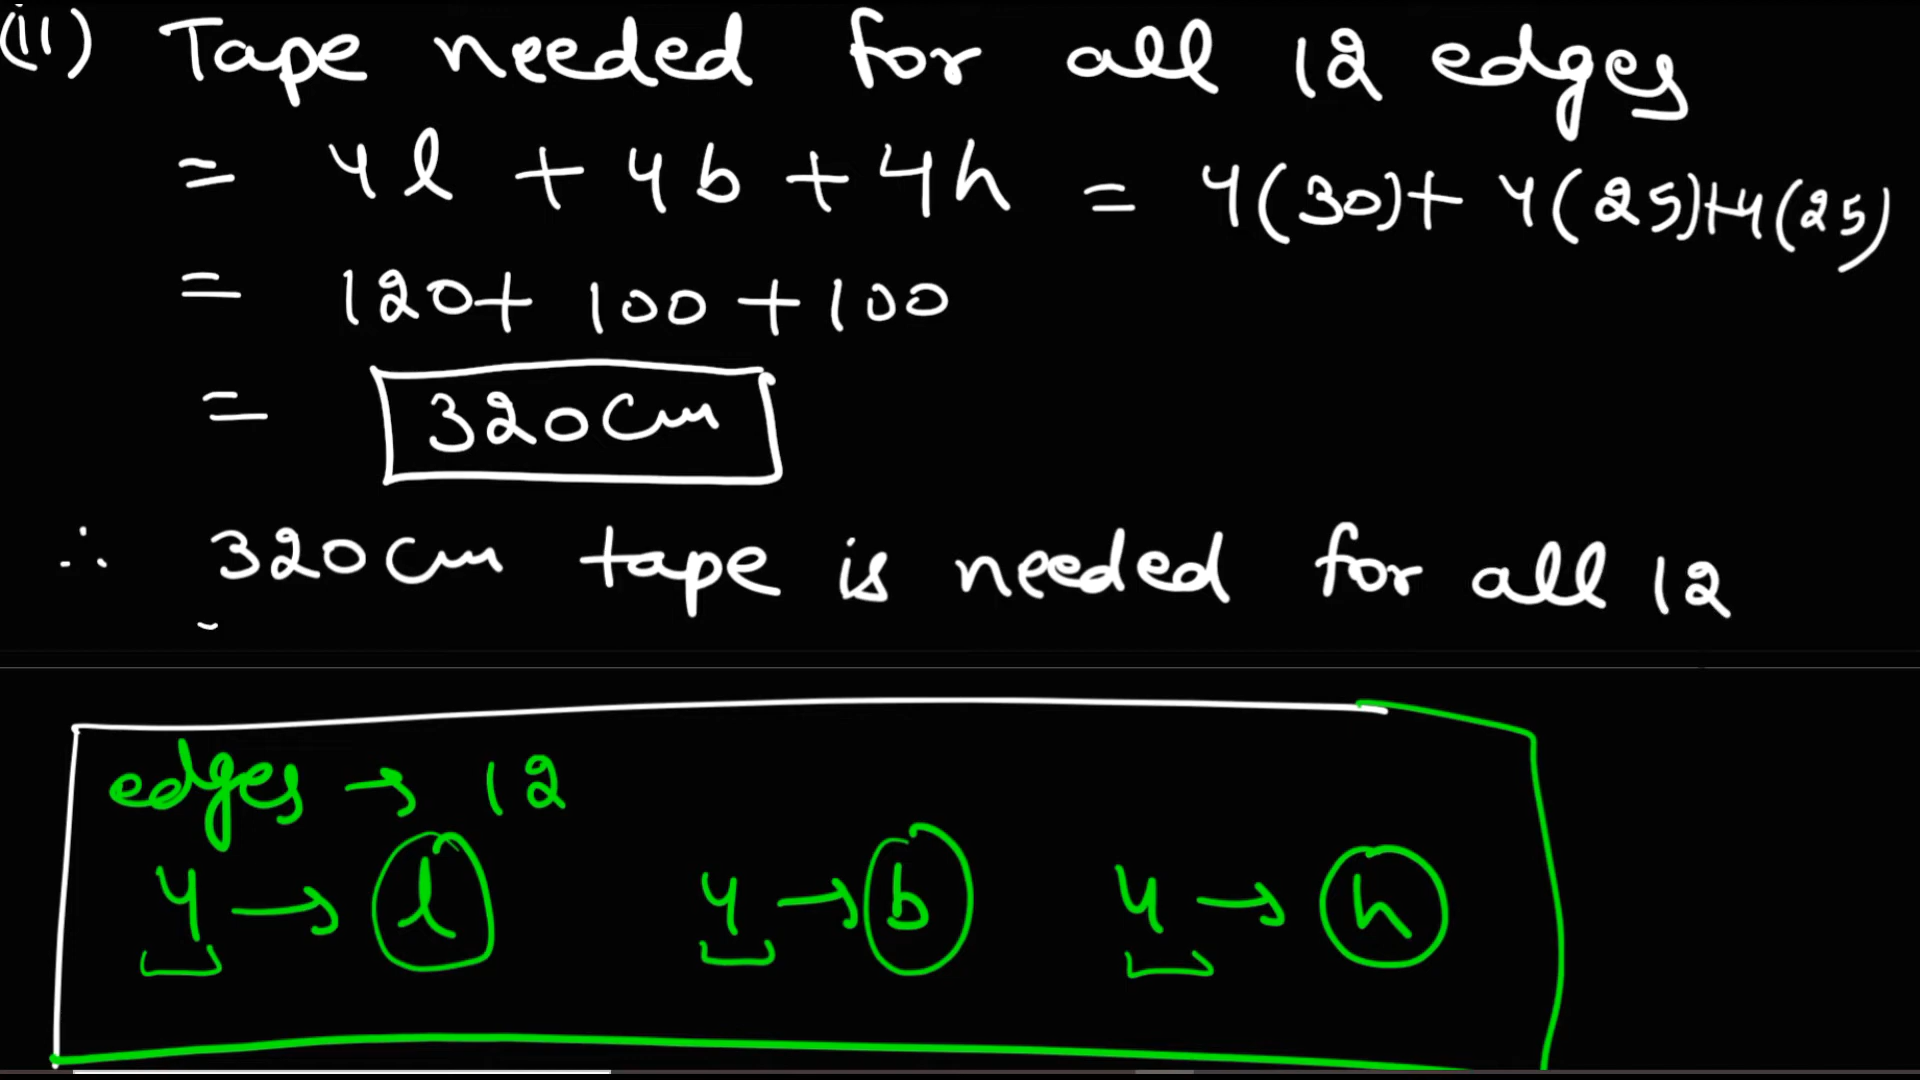 (ii) Tape needed for all 12 edges
= 4l + 4b + 4h = 4(30)+ 4(25)+4(25)
= 120+ 100 + 100
= 320cm
∴ 320cm tape is needed for all 12
edges → 12
4 → l 4 → b 4 → h